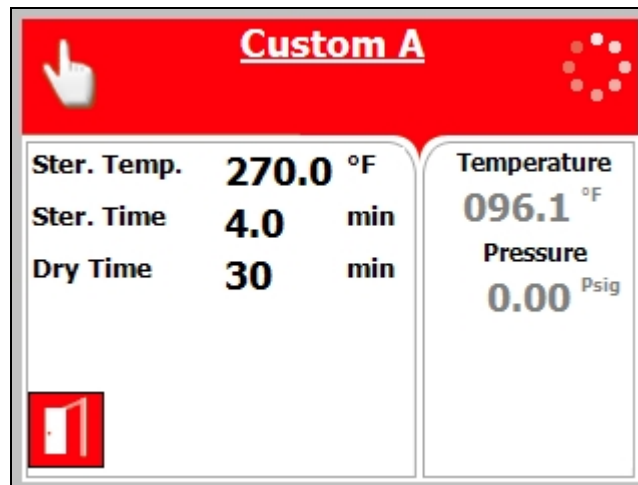 Custom A
Ster. Temp. 270.0 °F
Ster. Time 4.0 min
Dry Time 30 min
Temperature
096.1 °F
Pressure
0.00 Psig